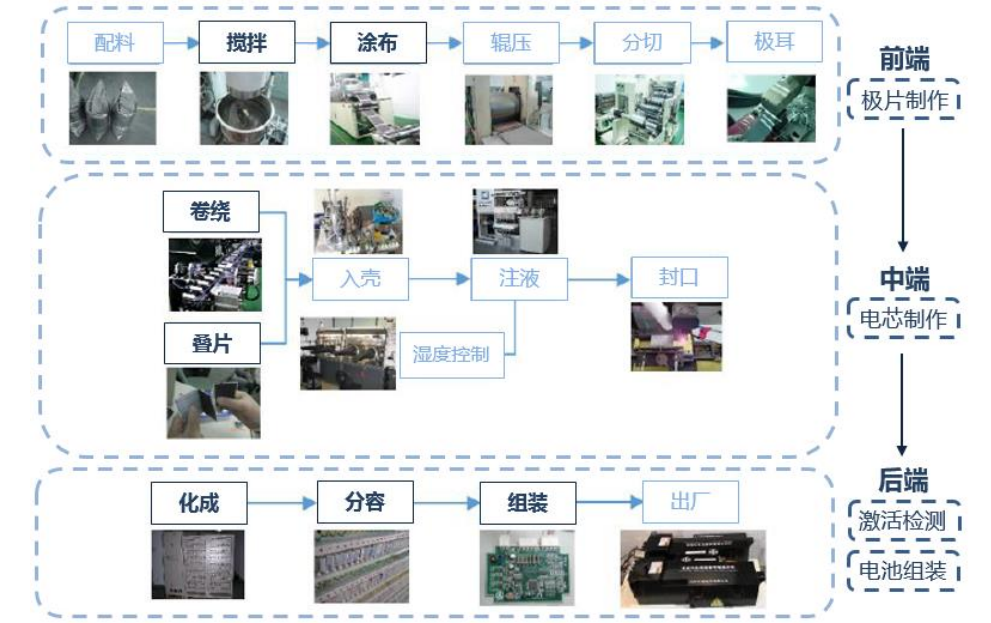 配料
搅拌
涂布
辊压
分切
极耳
前端
极片制作
卷绕
入壳
注液
封口
叠片
湿度控制
中端
电芯制作
化成
分容
组装
出厂
后端
激活检测
电池组装